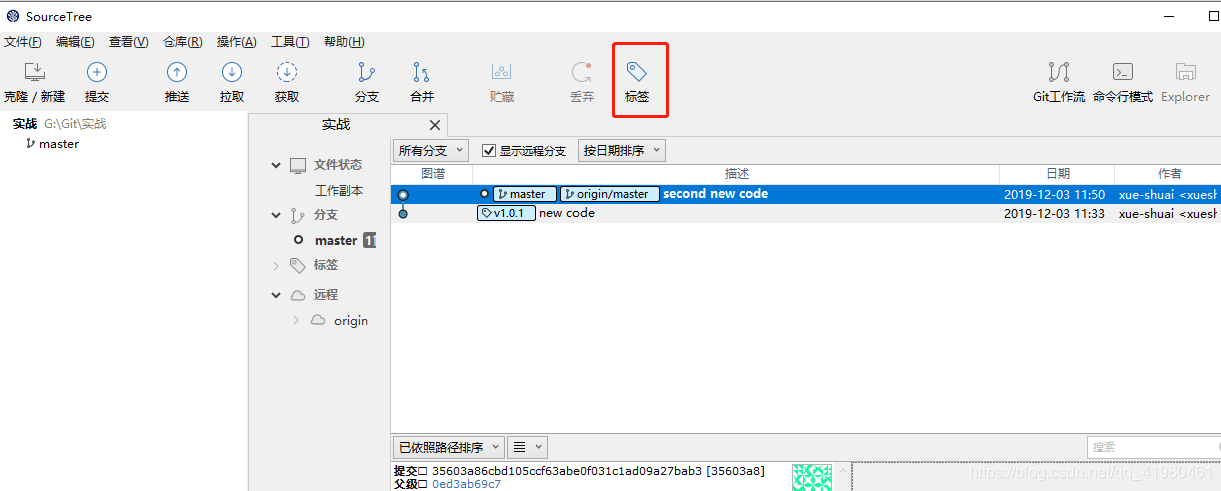 SourceTree
文件(F) 编辑(E) 查看(V) 仓库(R) 操作(A) 工具(T) 帮助(H)
克隆 / 新建 提交 推送 拉取 获取 分支 合并 贮藏 丢弃 标签 Git工作流 命令行模式 Explorer
实战 G:\Git\实战
master
实战
所有分支 显示远程分支 按日期排序
文件状态
工作副本
分支
master
标签
远程
origin
图谱 描述 日期 作者
master origin/master second new code 2019-12-03 11:50 xue-shuai <xuesh
v1.0.1 new code 2019-12-03 11:33 xue-shuai <xuesh
已依照路径排序 搜索
提交 35603a86cbd105ccf63abe0f031c1ad09a27bab3 [35603a8]
父级 0ed3ab69c7
https://blog.csdn.net/qq_41980461